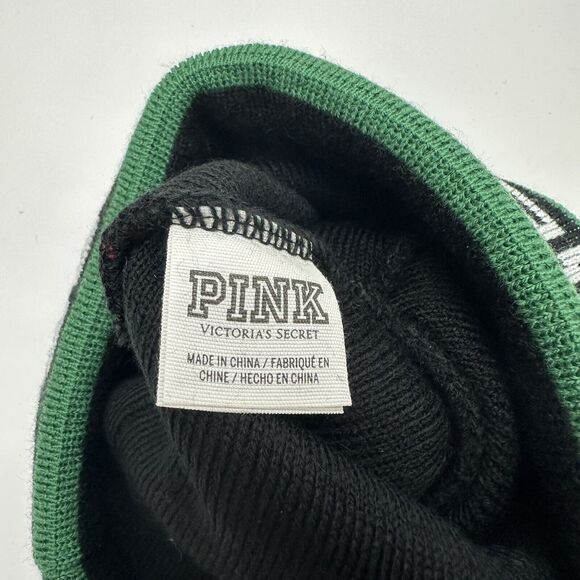 PINK
VICTORIA'S SECRET
MADE IN CHINA / FABRIQUÉ EN
CHINE / HECHO EN CHINA